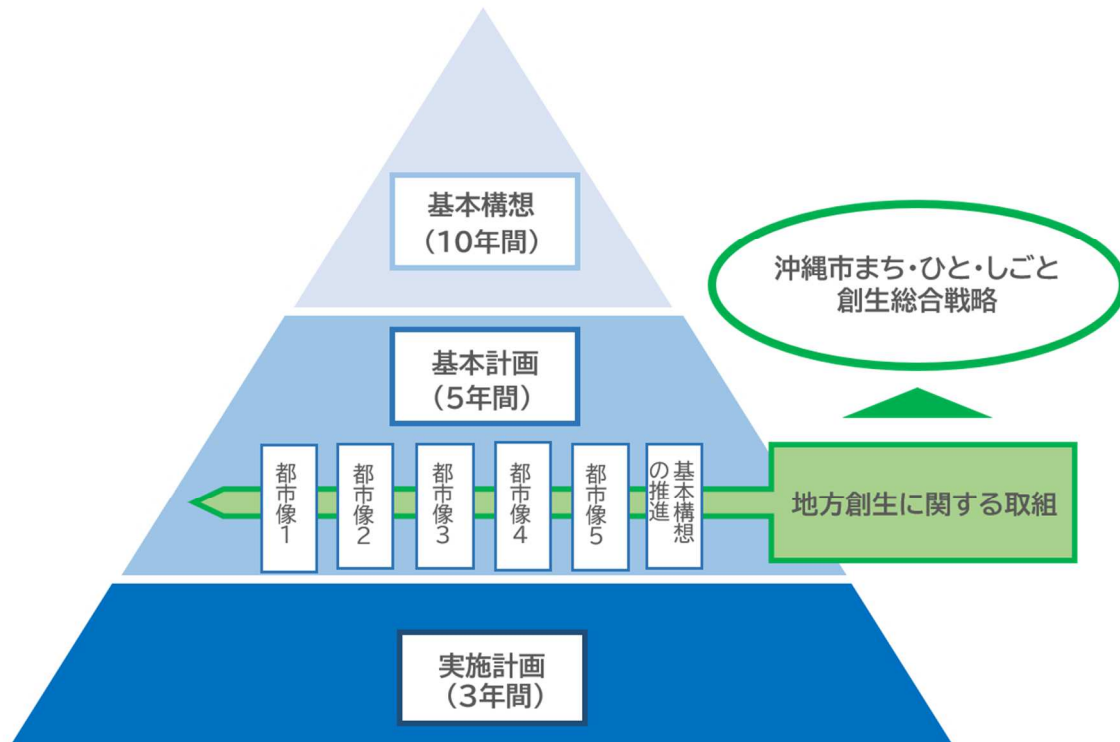 基本構想
（10年間）
沖縄市まち・ひと・しごと
創生総合戦略
基本計画
（5年間）
都市像1
都市像2
都市像3
都市像4
都市像5
基本構想
の推進
地方創生に関する取組
実施計画
（3年間）